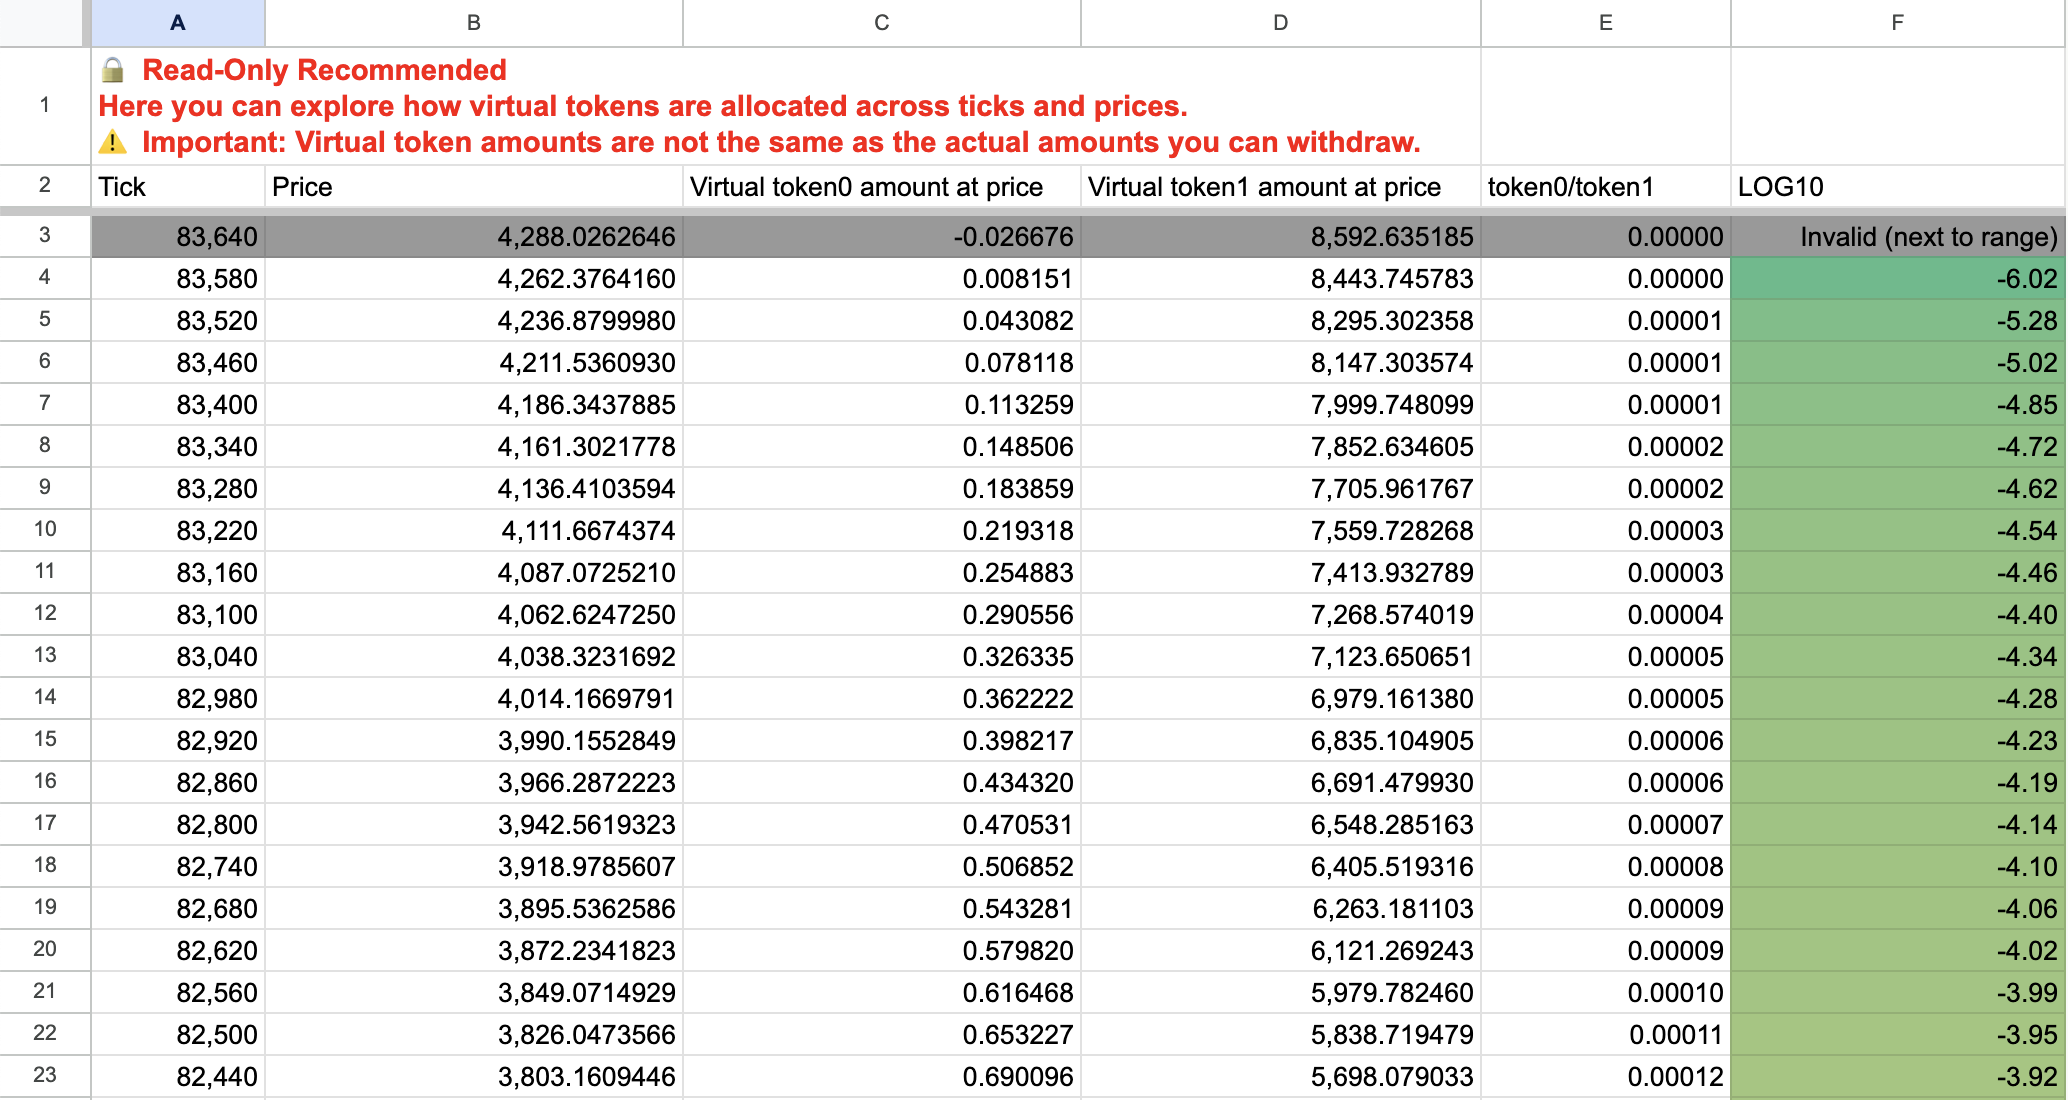 A B C D E F
1 🔒 Read-Only Recommended
Here you can explore how virtual tokens are allocated across ticks and prices.
⚠️ Important: Virtual token amounts are not the same as the actual amounts you can withdraw.
2 Tick Price Virtual token0 amount at price Virtual token1 amount at price token0/token1 LOG10
3 83,640 4,288.0262646 -0.026676 8,592.635185 0.00000 Invalid (next to range)
4 83,580 4,262.3764160 0.008151 8,443.745783 0.00000 -6.02
5 83,520 4,236.8799980 0.043082 8,295.302358 0.00001 -5.28
6 83,460 4,211.5360930 0.078118 8,147.303574 0.00001 -5.02
7 83,400 4,186.3437885 0.113259 7,999.748099 0.00001 -4.85
8 83,340 4,161.3021778 0.148506 7,852.634605 0.00002 -4.72
9 83,280 4,136.4103594 0.183859 7,705.961767 0.00002 -4.62
10 83,220 4,111.6674374 0.219318 7,559.728268 0.00003 -4.54
11 83,160 4,087.0725210 0.254883 7,413.932789 0.00003 -4.46
12 83,100 4,062.6247250 0.290556 7,268.574019 0.00004 -4.40
13 83,040 4,038.3231692 0.326335 7,123.650651 0.00005 -4.34
14 82,980 4,014.1669791 0.362222 6,979.161380 0.00005 -4.28
15 82,920 3,990.1552849 0.398217 6,835.104905 0.00006 -4.23
16 82,860 3,966.2872223 0.434320 6,691.479930 0.00006 -4.19
17 82,800 3,942.5619323 0.470531 6,548.285163 0.00007 -4.14
18 82,740 3,918.9785607 0.506852 6,405.519316 0.00008 -4.10
19 82,680 3,895.5362586 0.543281 6,263.181103 0.00009 -4.06
20 82,620 3,872.2341823 0.579820 6,121.269243 0.00009 -4.02
21 82,560 3,849.0714929 0.616468 5,979.782460 0.00010 -3.99
22 82,500 3,826.0473566 0.653227 5,838.719479 0.00011 -3.95
23 82,440 3,803.1609446 0.690096 5,698.079033 0.00012 -3.92